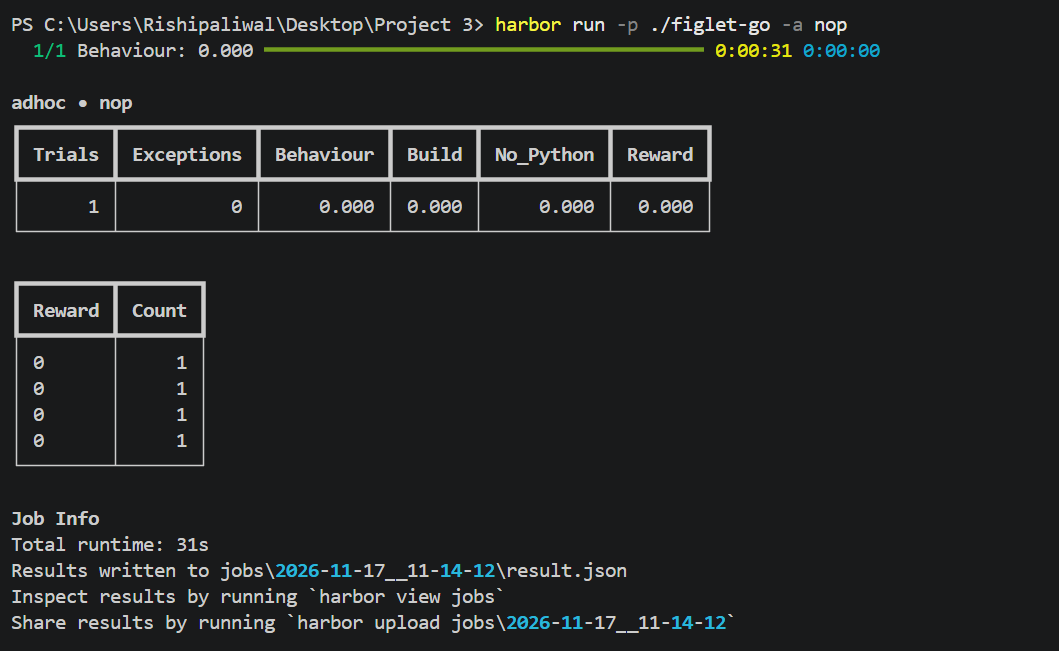 PS C:\Users\Rishipaliwal\Desktop\Project 3> harbor run -p ./figlet-go -a nop
1/1 Behaviour: 0.000 0:00:31 0:00:00
adhoc • nop
Trials Exceptions Behaviour Build No_Python Reward
1 0 0.000 0.000 0.000 0.000
Reward Count
0 1
0 1
0 1
0 1
Job Info
Total runtime: 31s
Results written to jobs\2026-11-17__11-14-12\result.json
Inspect results by running `harbor view jobs`
Share results by running `harbor upload jobs\2026-11-17__11-14-12`